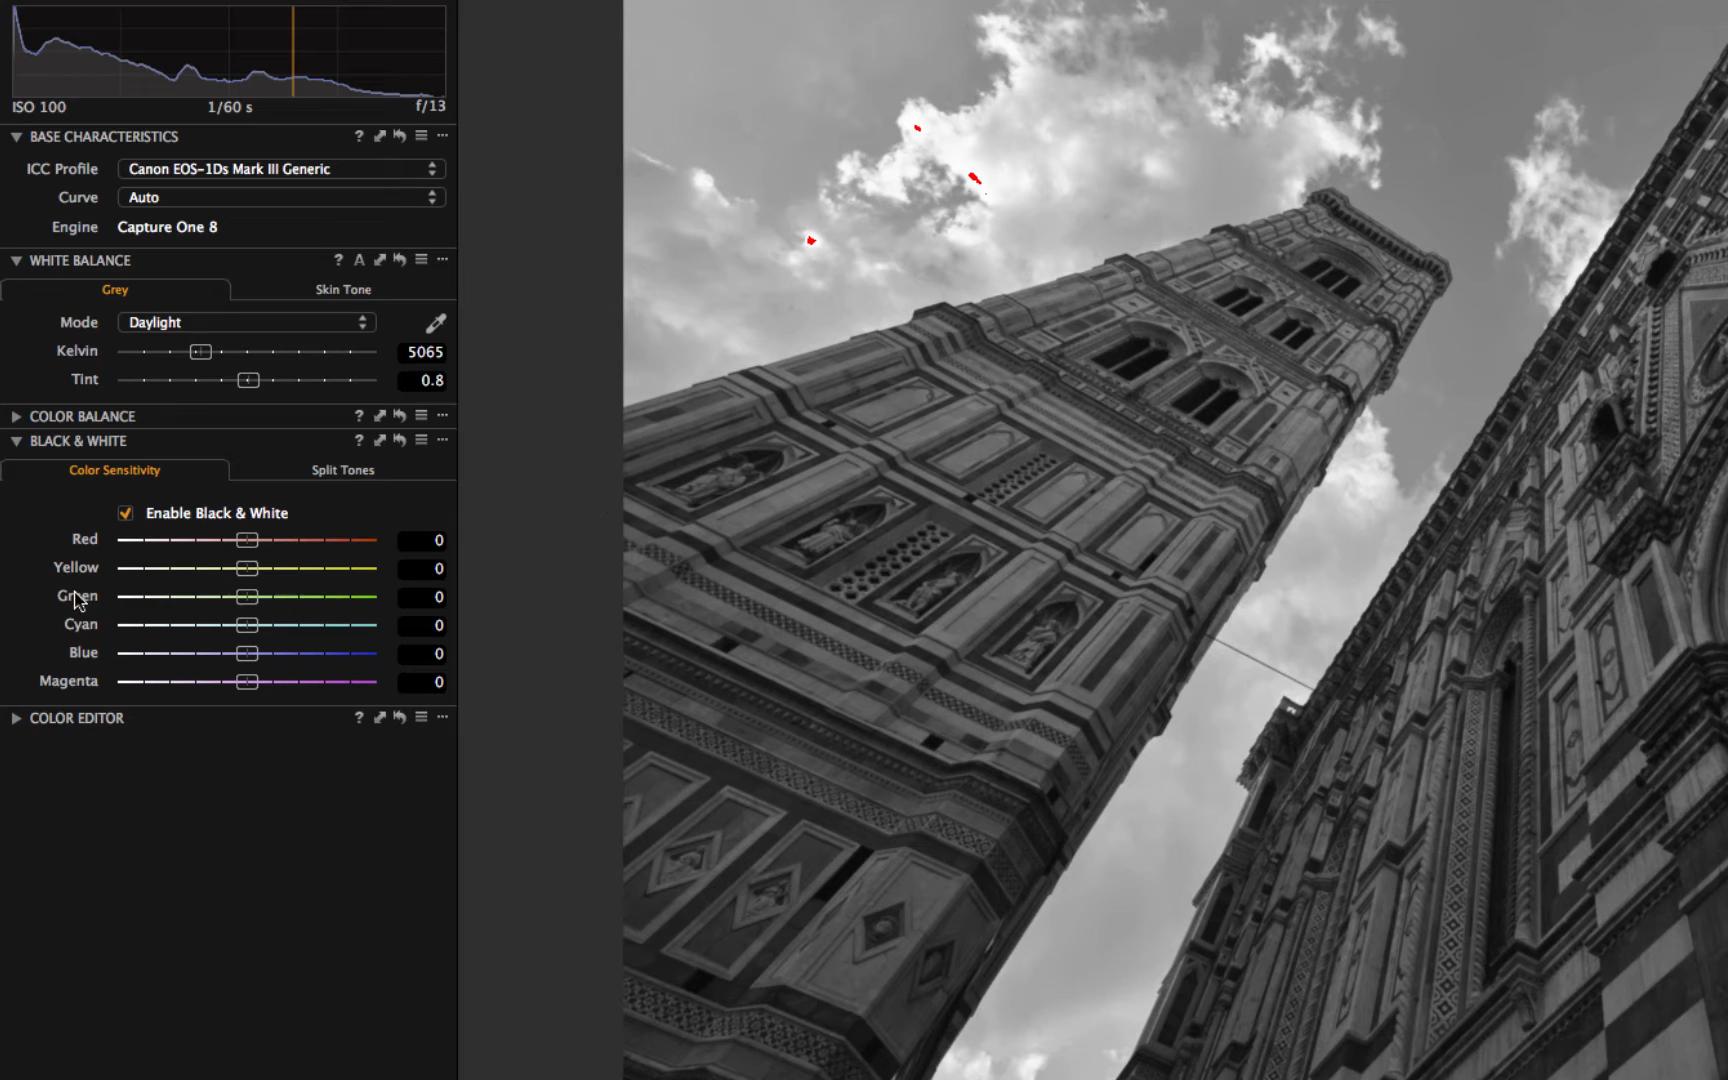 ISO 100 1/60 s f/13
BASE CHARACTERISTICS ? ...
ICC Profile Canon EOS-1Ds Mark III Generic
Curve Auto
Engine Capture One 8
WHITE BALANCE ? A ...
Grey Skin Tone
Mode Daylight
Kelvin 5065
Tint 0.8
COLOR BALANCE ? ...
BLACK & WHITE ? ...
Color Sensitivity Split Tones
Enable Black & White
Red 0
Yellow 0
Green 0
Cyan 0
Blue 0
Magenta 0
COLOR EDITOR ? ...